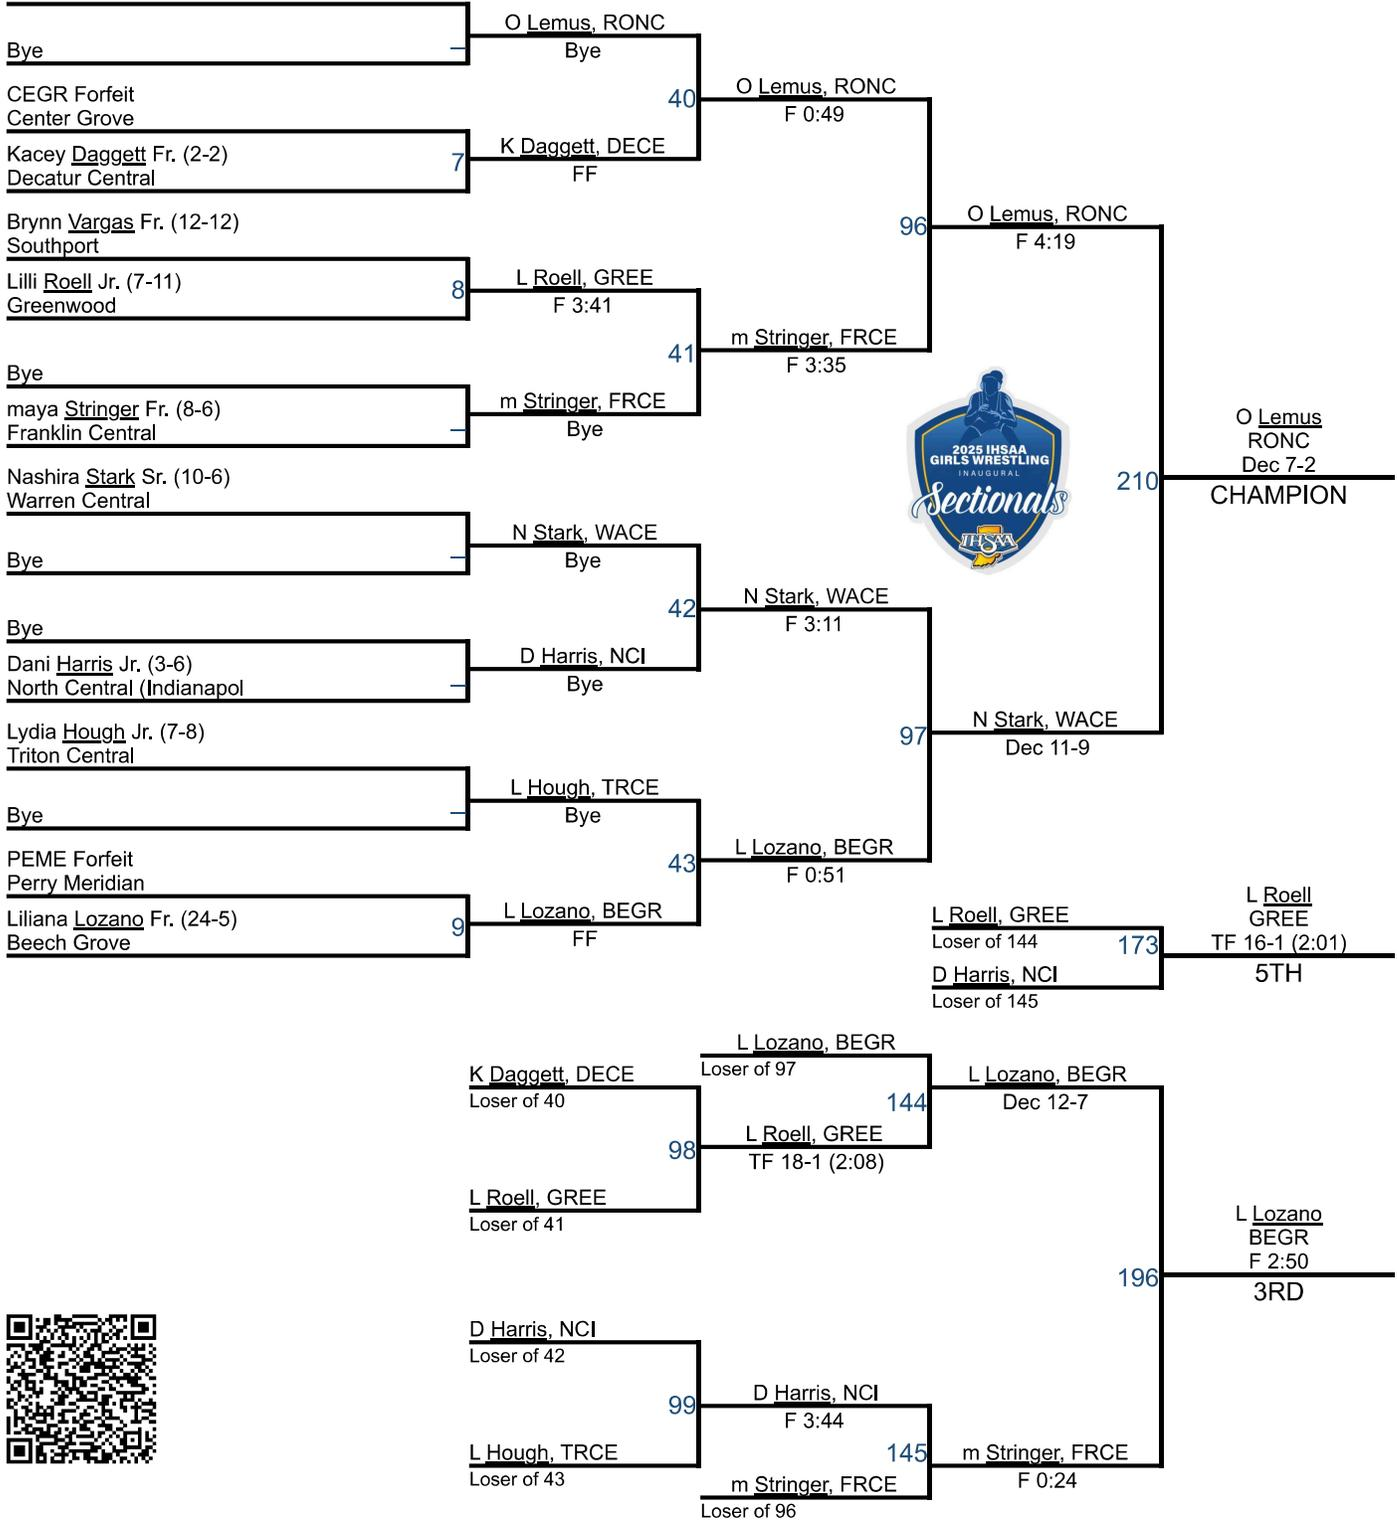 Bye
CEGR Forfeit
Center Grove
Kacey Daggett Fr. (2-2)
Decatur Central
7
Brynn Vargas Fr. (12-12)
Southport
Lilli Roell Jr. (7-11)
Greenwood
8
Bye
maya Stringer Fr. (8-6)
Franklin Central
Nashira Stark Sr. (10-6)
Warren Central
Bye
Bye
Dani Harris Jr. (3-6)
North Central (Indianapol
Lydia Hough Jr. (7-8)
Triton Central
Bye
PEME Forfeit
Perry Meridian
Liliana Lozano Fr. (24-5)
Beech Grove
9
O Lemus, RONC
Bye
40
K Daggett, DECE
FF
L Roell, GREE
F 3:41
41
m Stringer, FRCE
Bye
N Stark, WACE
Bye
42
D Harris, NCI
Bye
L Hough, TRCE
Bye
43
L Lozano, BEGR
FF
O Lemus, RONC
F 0:49
96
m Stringer, FRCE
F 3:35
N Stark, WACE
F 3:11
97
L Lozano, BEGR
F 0:51
O Lemus, RONC
F 4:19
2025 IHSAA
GIRLS WRESTLING
INAUGURAL
Sectionals
IHSAA
210
N Stark, WACE
Dec 11-9
O Lemus
RONC
Dec 7-2
CHAMPION
L Roell, GREE
Loser of 144
173
D Harris, NCI
Loser of 145
L Roell
GREE
TF 16-1 (2:01)
5TH
K Daggett, DECE
Loser of 40
98
L Roell, GREE
Loser of 41
L Lozano, BEGR
Loser of 97
144
L Roell, GREE
TF 18-1 (2:08)
L Lozano, BEGR
Dec 12-7
196
D Harris, NCI
Loser of 42
99
L Hough, TRCE
Loser of 43
D Harris, NCI
F 3:44
145
m Stringer, FRCE
Loser of 96
m Stringer, FRCE
F 0:24
L Lozano
BEGR
F 2:50
3RD